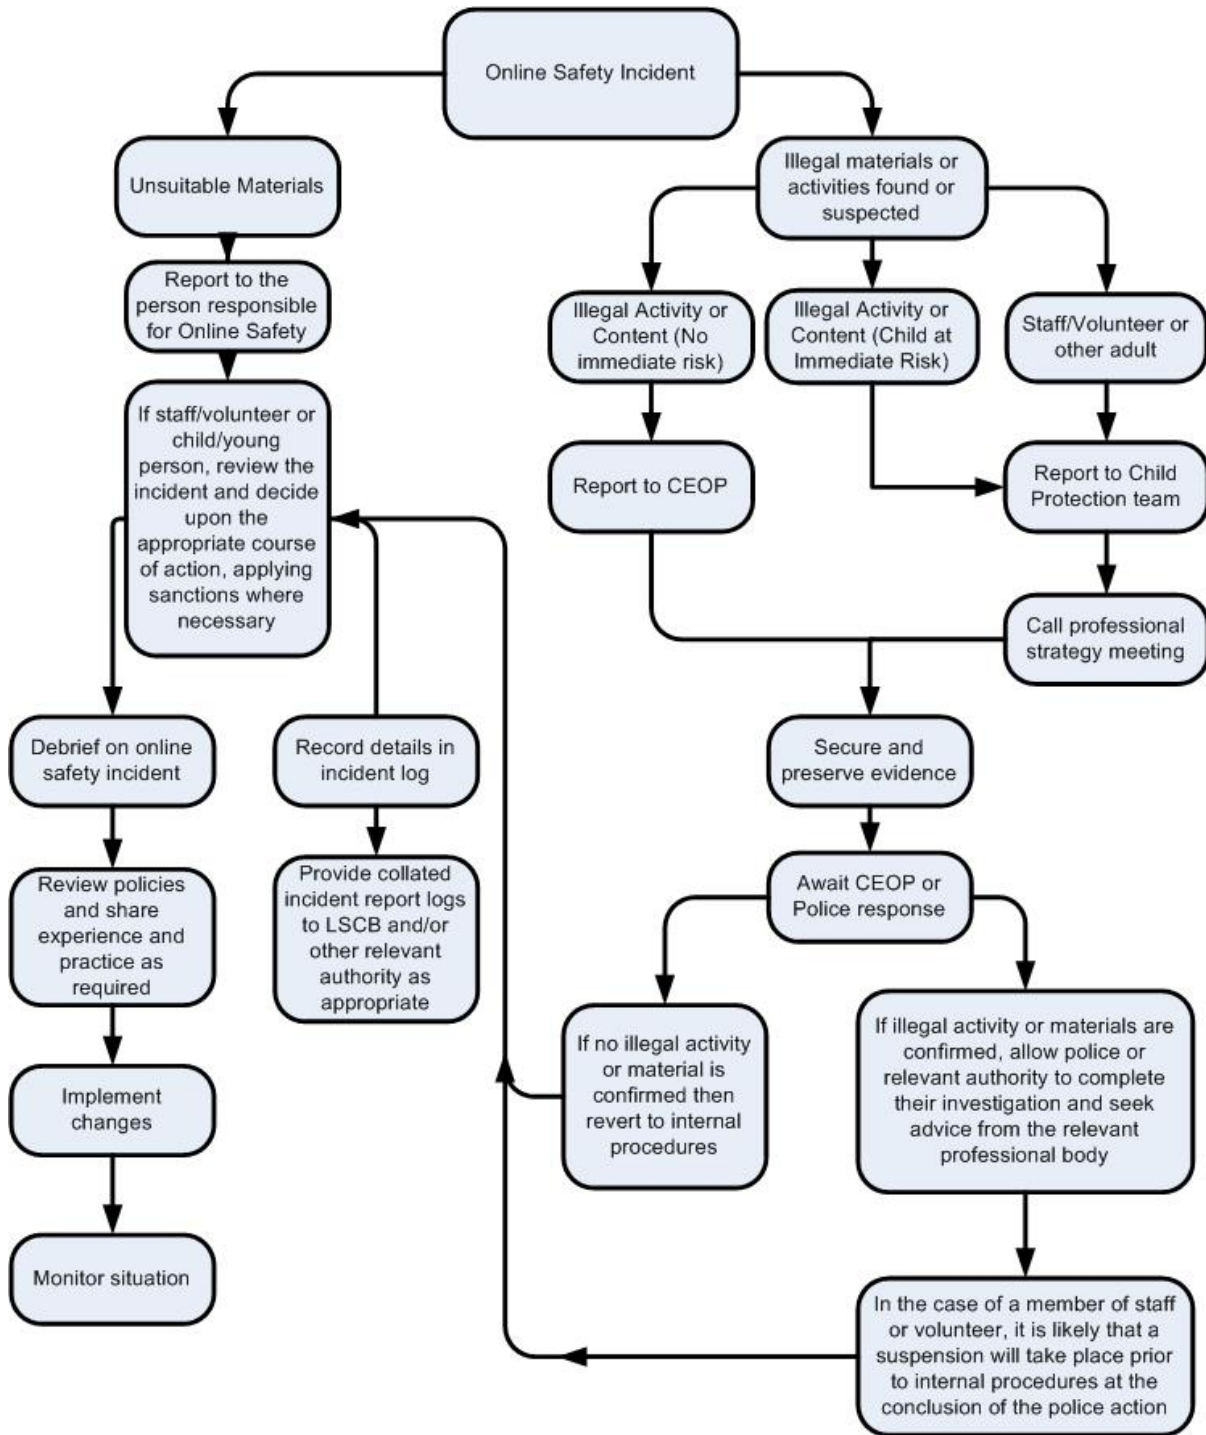 Online Safety Incident
Unsuitable Materials
Report to the
person responsible
for Online Safety
If staff/volunteer or
child/young
person, review the
incident and decide
upon the
appropriate course
of action, applying
sanctions where
necessary
Debrief on online
safety incident
Review policies
and share
experience and
practice as
required
Implement
changes
Monitor situation
Record details in
incident log
Provide collated
incident report logs
to LSCB and/or
other relevant
authority as
appropriate
Illegal materials or
activities found or
suspected
Illegal Activity or
Content (No
immediate risk)
Illegal Activity or
Content (Child at
Immediate Risk)
Staff/Volunteer or
other adult
Report to CEOP
Report to Child
Protection team
Call professional
strategy meeting
Secure and
preserve evidence
Await CEOP or
Police response
If no illegal activity
or material is
confirmed then
revert to internal
procedures
If illegal activity or materials are
confirmed, allow police or
relevant authority to complete
their investigation and seek
advice from the relevant
professional body
In the case of a member of staff
or volunteer, it is likely that a
suspension will take place prior
to internal procedures at the
conclusion of the police action